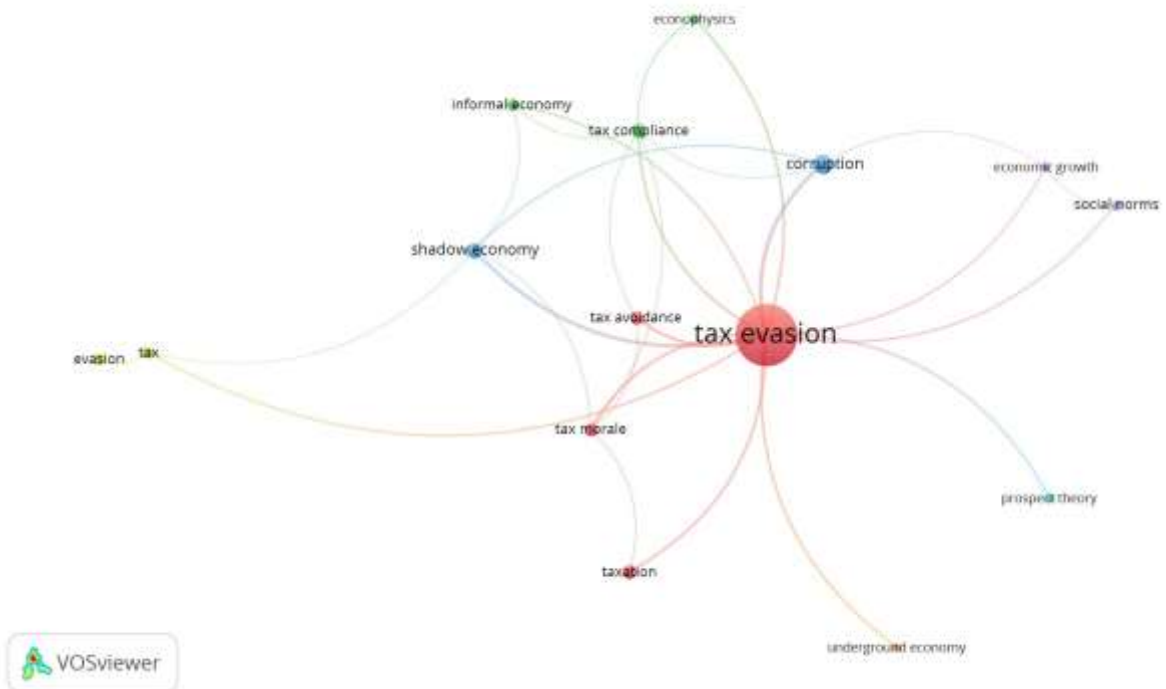 econophysics
informal economy
tax compliance
corruption
economic growth
social norms
shadow economy
tax avoidance
tax evasion
evasion
tax
tax morale
prospect theory
taxation
underground economy
VOSviewer